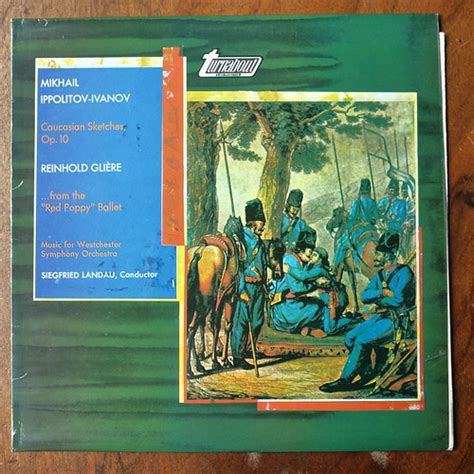 turnabout
MIKHAIL
IPPOLITOV-IVANOV
Caucasian Sketches,
Op. 10
REINHOLD GLIÈRE
...from the
"Red Poppy" Ballet
Music for Westchester
Symphony Orchestra
SIEGFRIED LANDAU, Conductor